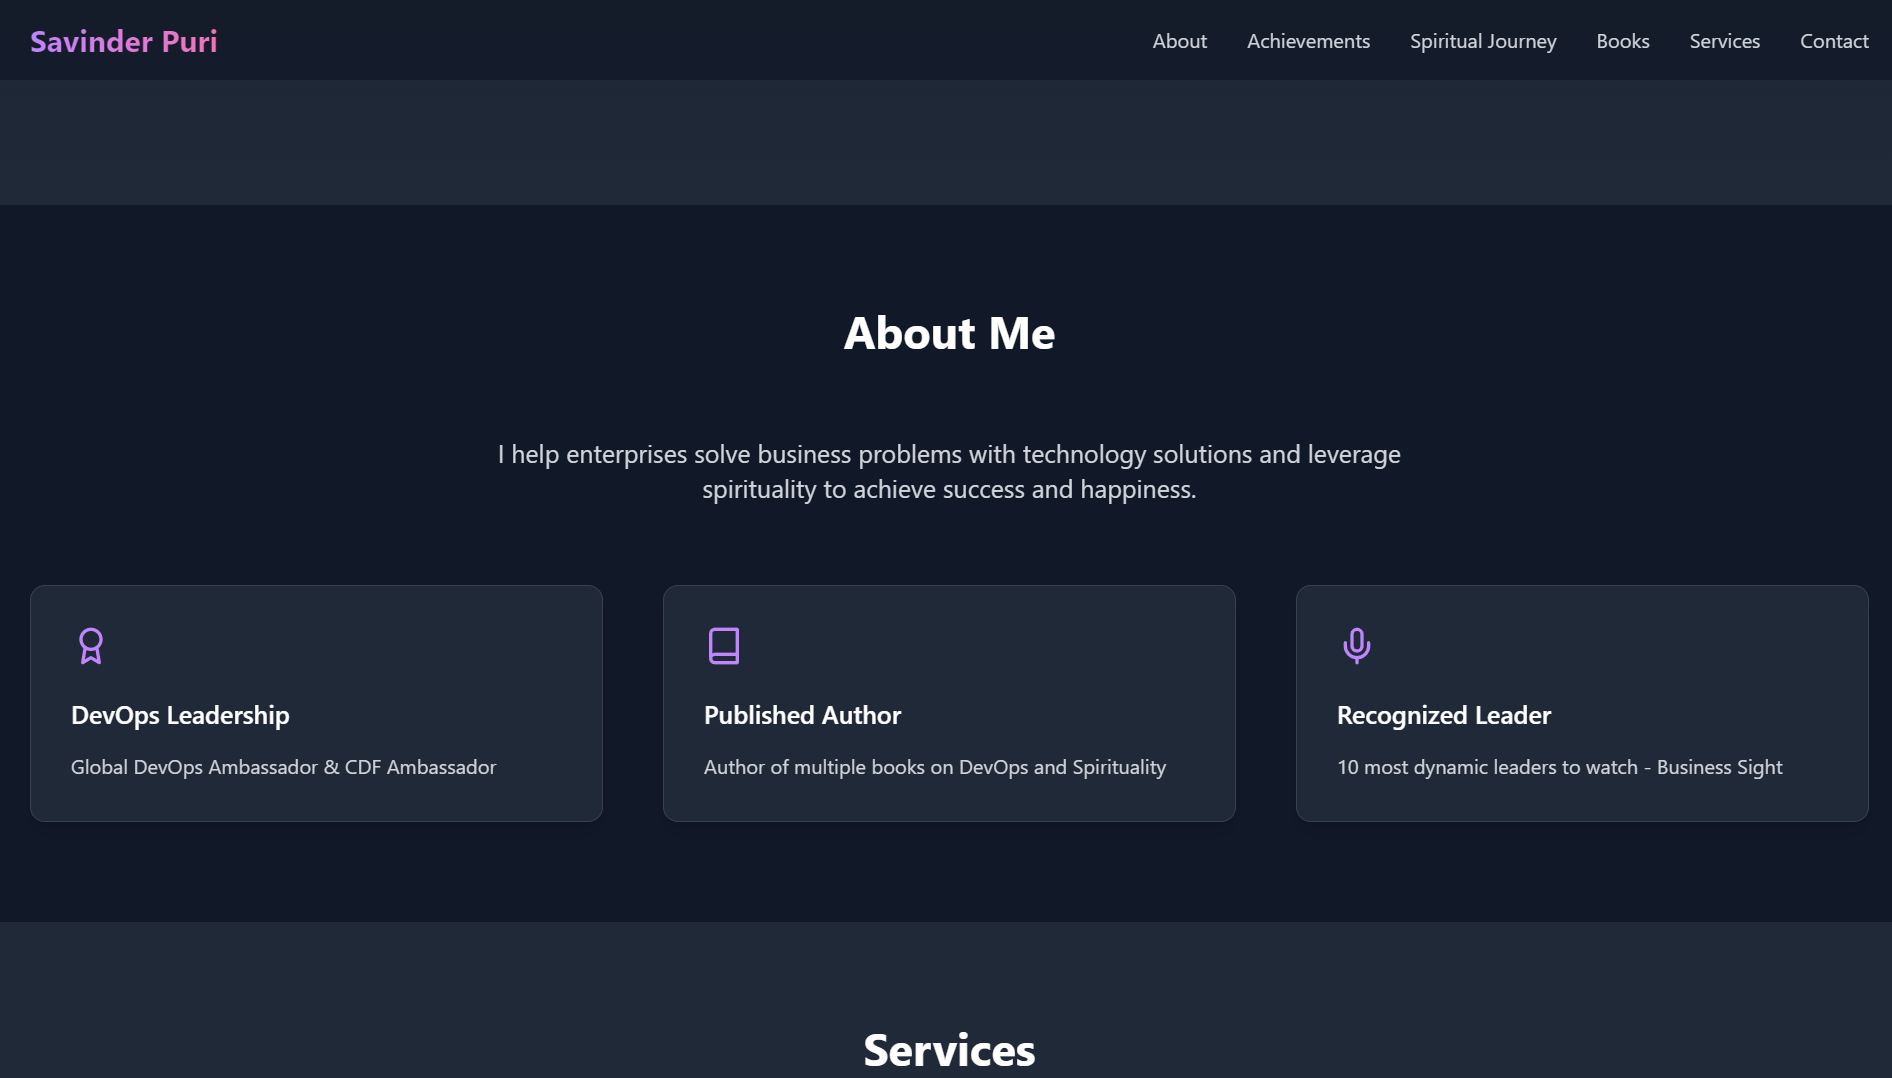 Savinder Puri
About Achievements Spiritual Journey Books Services Contact
About Me
I help enterprises solve business problems with technology solutions and leverage
spirituality to achieve success and happiness.
DevOps Leadership
Global DevOps Ambassador & CDF Ambassador
Published Author
Author of multiple books on DevOps and Spirituality
Recognized Leader
10 most dynamic leaders to watch - Business Sight
Services